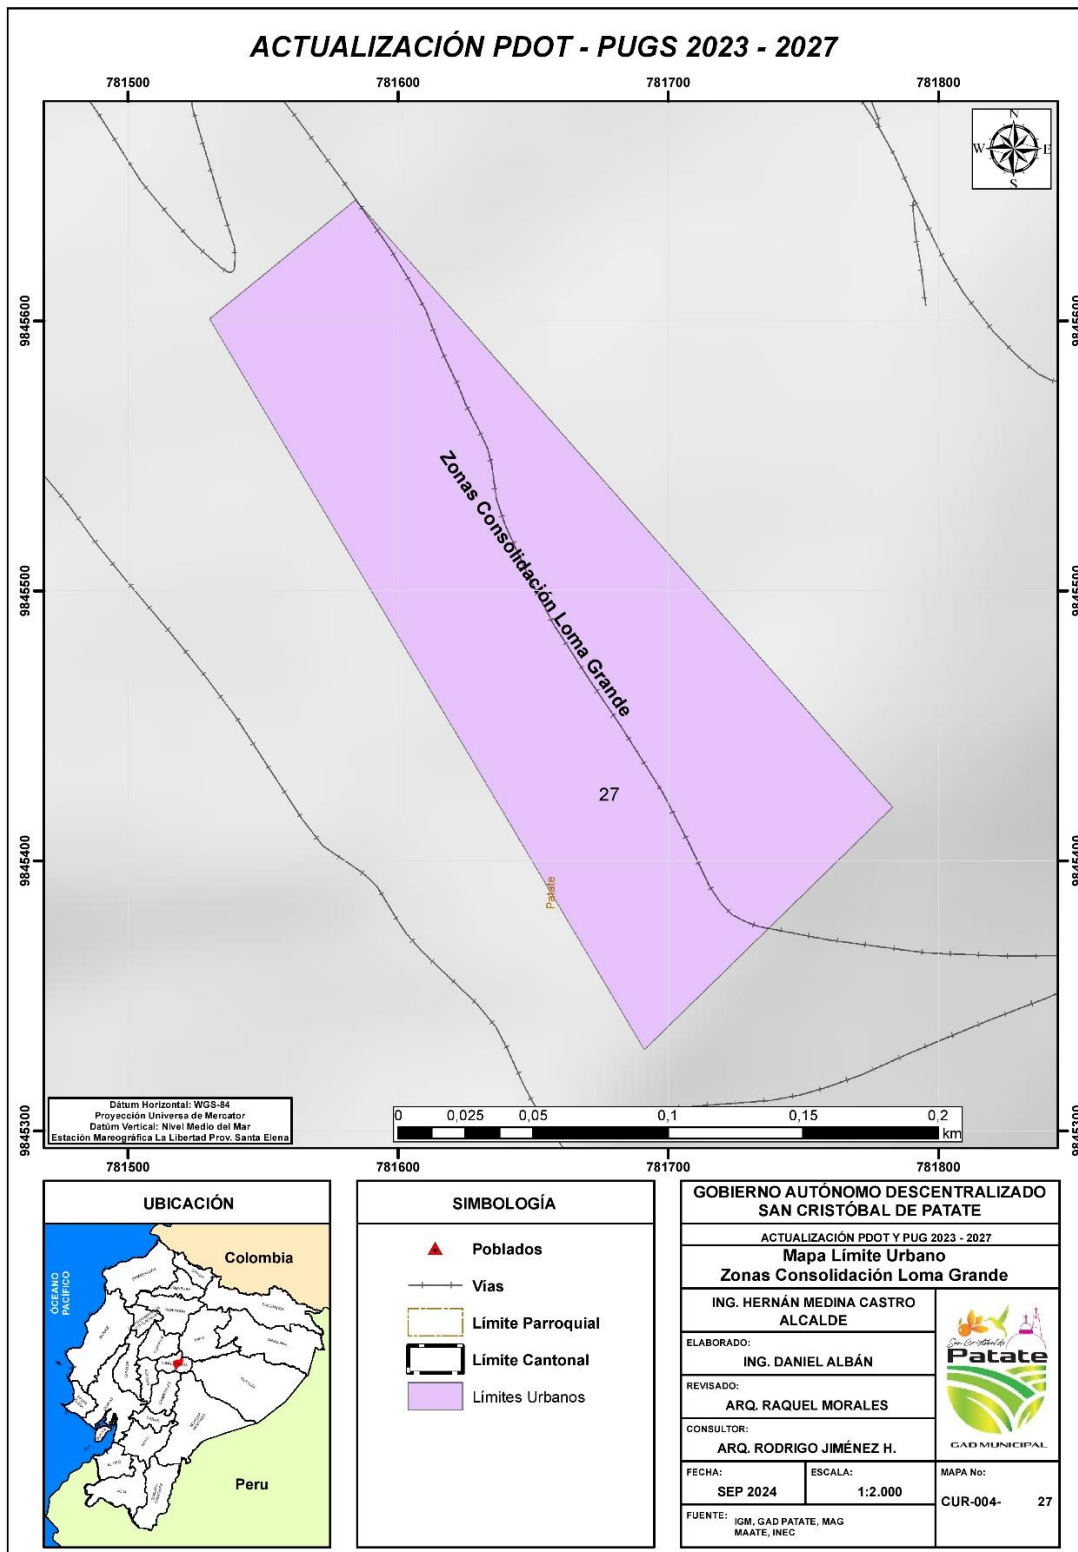 ACTUALIZACIÓN PDOT - PUGS 2023 - 2027
781500
781600
781700
781800
N
W
E
S
9845600
9845600
Zonas Consolidación Loma Grande
9845500
9845500
27
9845400
9845400
Patate
Dátum Horizontal: WGS-84
Proyección Universa de Mercator
Datúm Vertical: Nivel Medio del Mar
Estación Mareográfica La Libertad Prov. Santa Elena
0 0,025 0,05 0,1 0,15 0,2
km
9845300
9845300
781500
781600
781700
781800
UBICACIÓN
Colombia
ÓCEANO
PACÍFICO
Peru
SIMBOLOGÍA
Poblados
Vías
Límite Parroquial
Límite Cantonal
Límites Urbanos
GOBIERNO AUTÓNOMO DESCENTRALIZADO
SAN CRISTÓBAL DE PATATE
ACTUALIZACIÓN PDOT Y PUG 2023 - 2027
Mapa Límite Urbano
Zonas Consolidación Loma Grande
ING. HERNÁN MEDINA CASTRO
ALCALDE
ELABORADO:
ING. DANIEL ALBÁN
REVISADO:
ARQ. RAQUEL MORALES
CONSULTOR:
ARQ. RODRIGO JIMÉNEZ H.
San Cristóbal de
Patate
GAD MUNICIPAL
FECHA:
SEP 2024
ESCALA:
1:2.000
MAPA No:
CUR-004- 27
FUENTE: IGM, GAD PATATE, MAG
MAATE, INEC